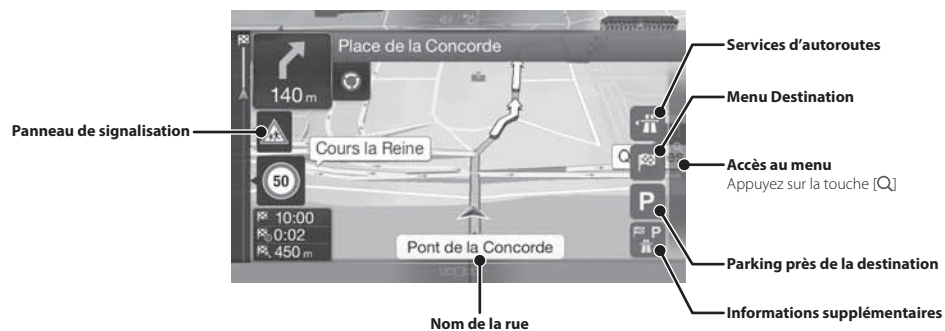 Place de la Concorde
140 m
Cours la Reine
50
10:00
0:02
450 m
P
P
Pont de la Concorde
Panneau de signalisation
Services d'autoroutes
Menu Destination
Accès au menu
Appuyez sur la touche [Q]
Parking près de la destination
Informations supplémentaires
Nom de la rue